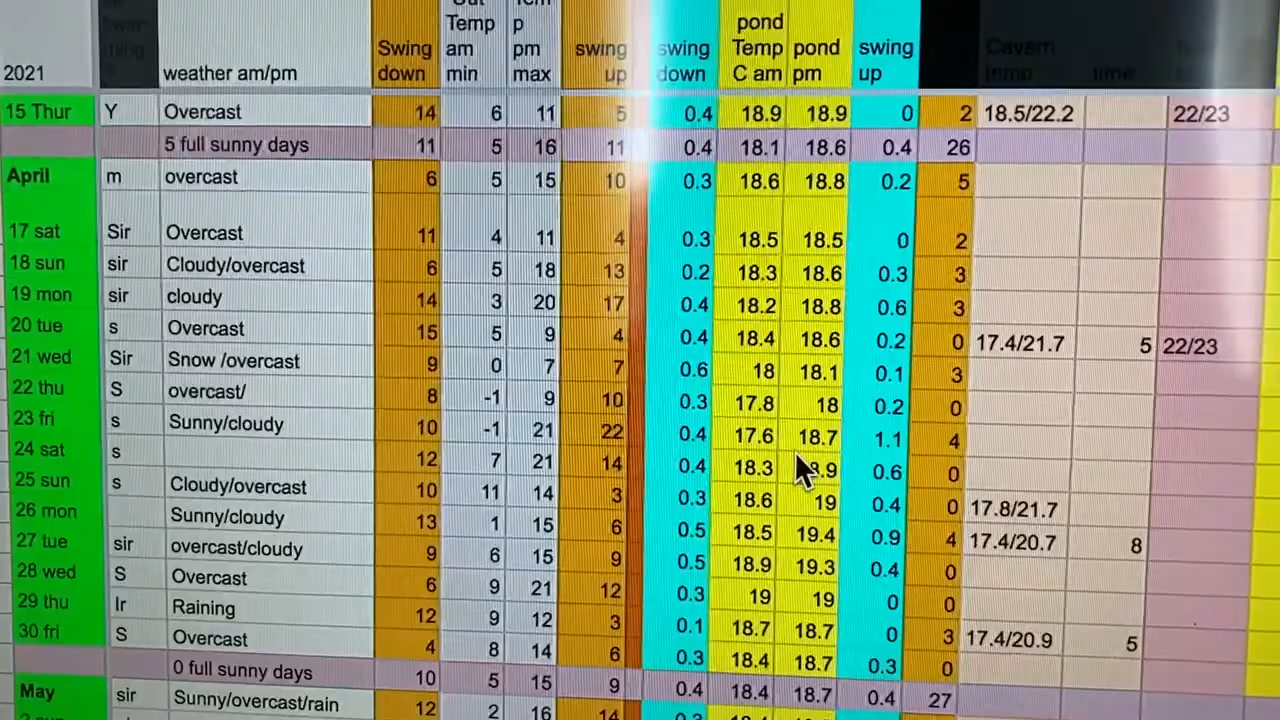 pond
Temp p Temp pond swing
Swing am pm swing swing
2021 weather am/pm down min max up down C am pm up Cavern temp time
15 Thur Y Overcast 14 6 11 5 0.4 18.9 18.9 0 2 18.5/22.2 22/23
5 full sunny days 11 5 16 11 0.4 18.1 18.6 0.4 26
April m overcast 6 5 15 10 0.3 18.6 18.8 0.2 5
17 sat Sir Overcast 11 4 11 4 0.3 18.5 18.5 0 2
18 sun sir Cloudy/overcast 6 5 18 13 0.2 18.3 18.6 0.3 3
19 mon sir cloudy 14 3 20 17 0.4 18.2 18.8 0.6 3
20 tue s Overcast 15 5 9 4 0.4 18.4 18.6 0.2 0 17.4/21.7 5 22/23
21 wed Sir Snow /overcast 9 0 7 7 0.6 18 18.1 0.1 3
22 thu S overcast/ 8 -1 9 10 0.3 17.8 18 0.2 0
23 fri s Sunny/cloudy 10 -1 21 22 0.4 17.6 18.7 1.1 4
24 sat s 12 7 21 14 0.4 18.3 0.6 0
25 sun s Cloudy/overcast 10 11 14 3 0.3 18.6 19 0.4 0 17.8/21.7
26 mon Sunny/cloudy 13 1 15 6 0.5 18.5 19.4 0.9 4 17.4/20.7 8
27 tue sir overcast/cloudy 9 6 15 9 0.5 18.9 19.3 0.4 0
28 wed S Overcast 6 9 21 12 0.3 19 19 0 0
29 thu Ir Raining 12 9 12 3 0.1 18.7 18.7 0 3 17.4/20.9 5
30 fri S Overcast 4 8 14 6 0.3 18.4 18.7 0.3 0
0 full sunny days 10 5 15 9 0.4 18.4 18.7 0.4 27
May sir Sunny/overcast/rain 12 2 16 14